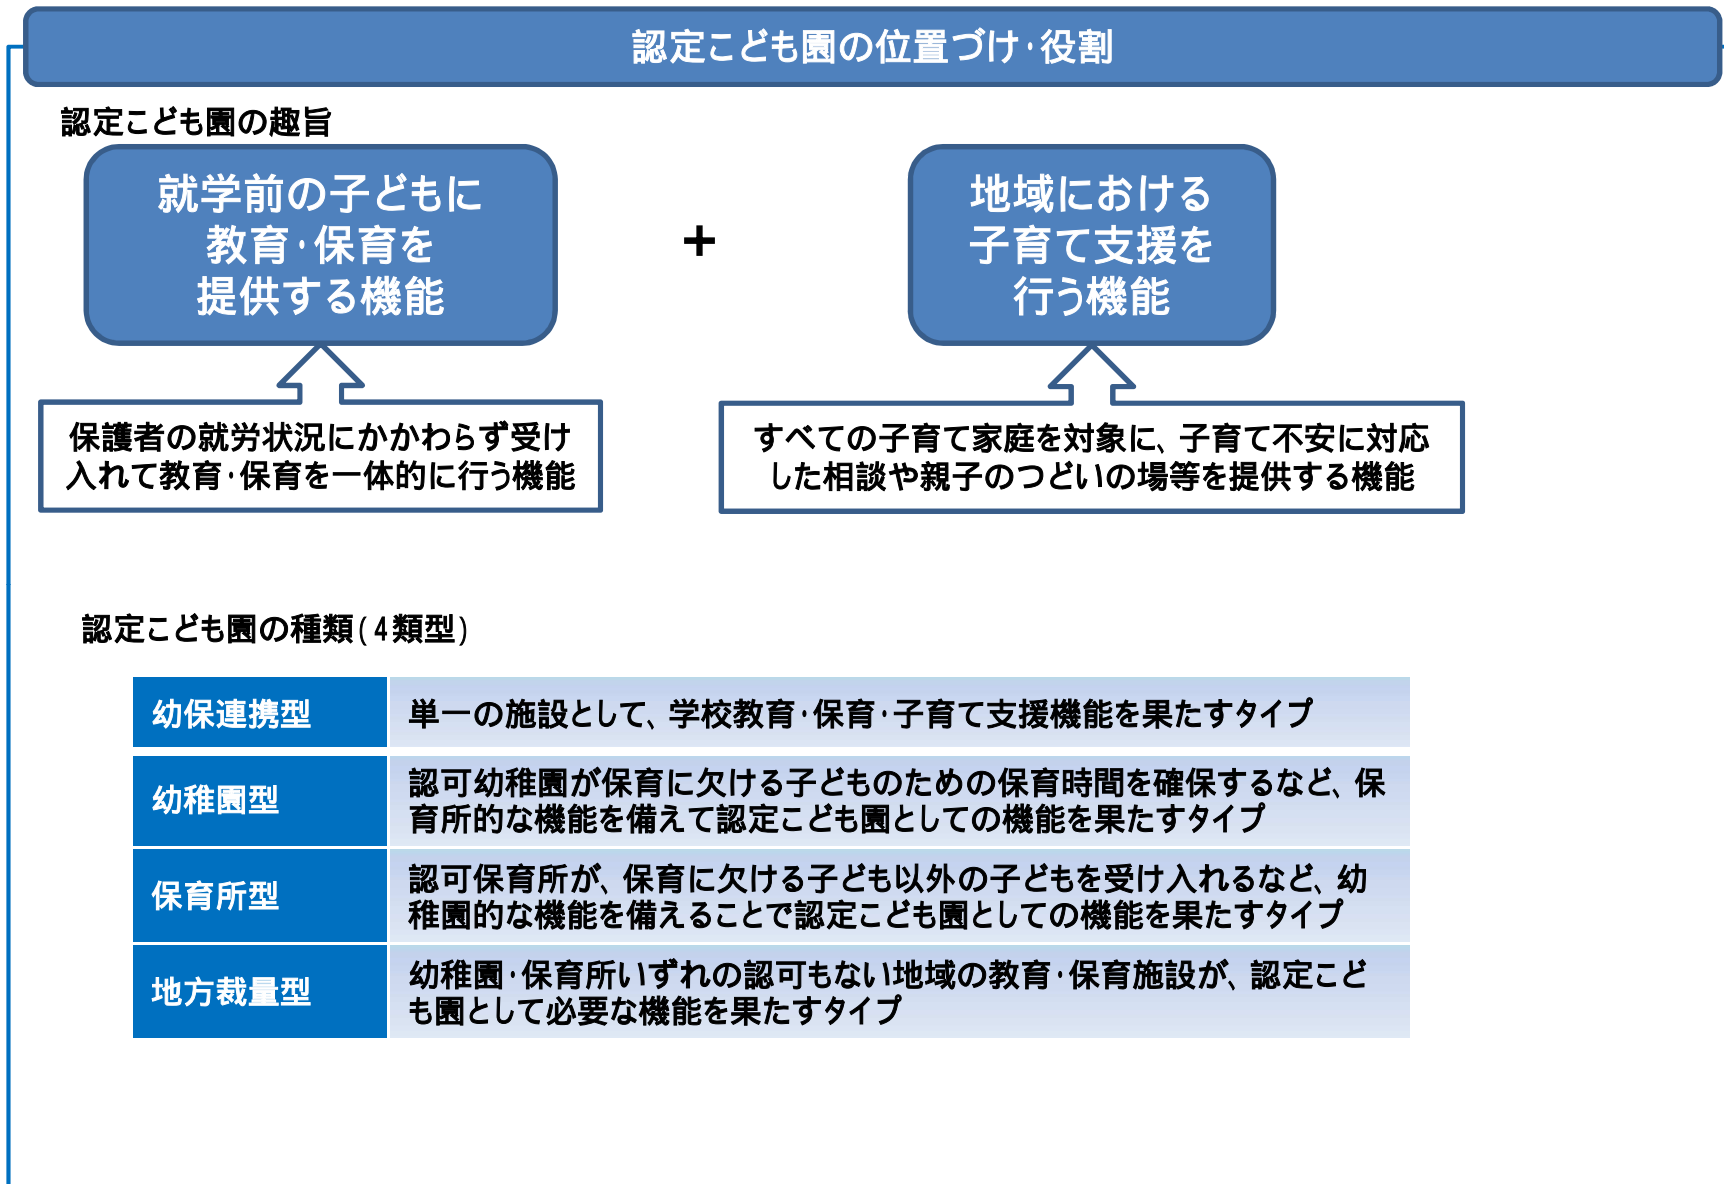 認定こども園の位置づけ・役割
認定こども園の趣旨
就学前の子どもに
教育・保育を
提供する機能
+
地域における
子育て支援を
行う機能
保護者の就労状況にかかわらず受け
入れて教育・保育を一体的に行う機能
すべての子育て家庭を対象に、子育て不安に対応
した相談や親子のつどいの場等を提供する機能
認定こども園の種類(4類型)
幼保連携型
単一の施設として、学校教育・保育・子育て支援機能を果たすタイプ
幼稚園型
認可幼稚園が保育に欠ける子どものための保育時間を確保するなど、保
育所的な機能を備えて認定こども園としての機能を果たすタイプ
保育所型
認可保育所が、保育に欠ける子ども以外の子どもを受け入れるなど、幼
稚園的な機能を備えることで認定こども園としての機能を果たすタイプ
地方裁量型
幼稚園・保育所いずれの認可もない地域の教育・保育施設が、認定こど
も園として必要な機能を果たすタイプ